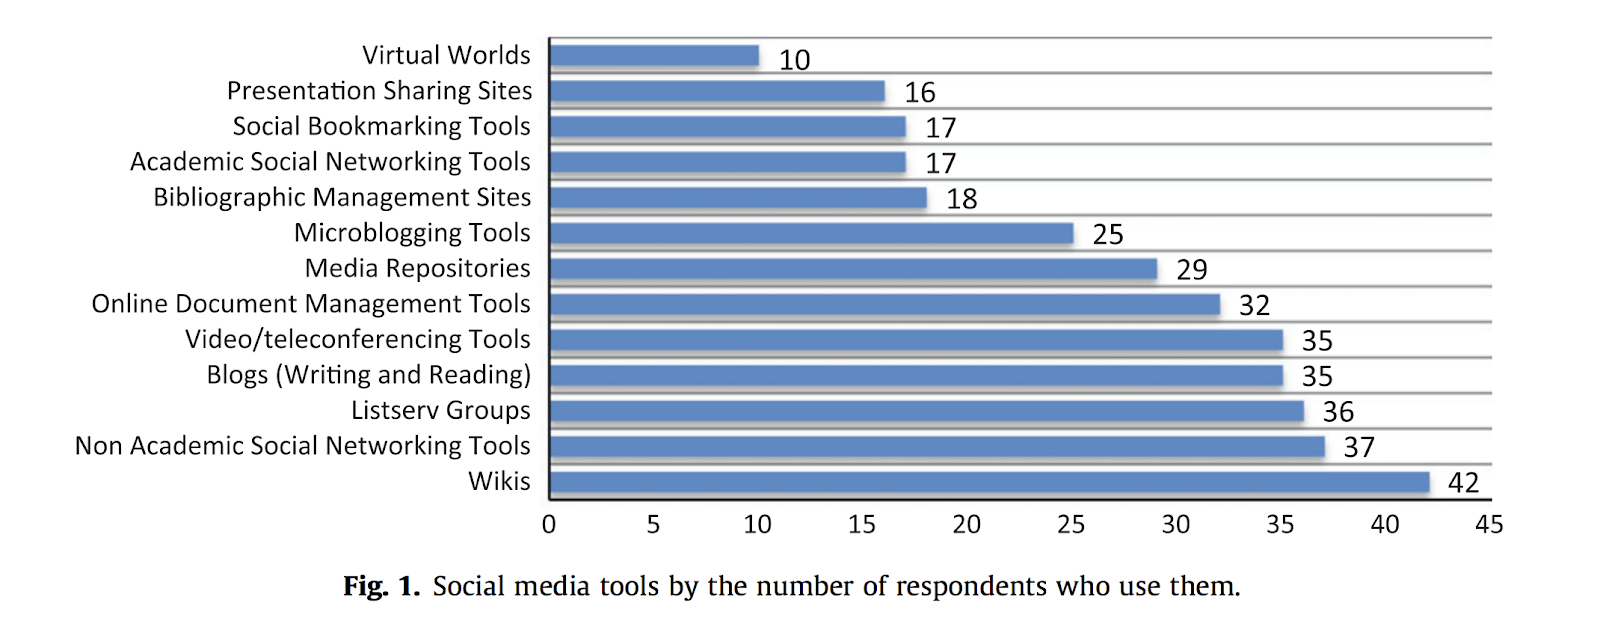 Virtual Worlds 10
Presentation Sharing Sites 16
Social Bookmarking Tools 17
Academic Social Networking Tools 17
Bibliographic Management Sites 18
Microblogging Tools 25
Media Repositories 29
Online Document Management Tools 32
Video/teleconferencing Tools 35
Blogs (Writing and Reading) 35
Listserv Groups 36
Non Academic Social Networking Tools 37
Wikis 42
0 5 10 15 20 25 30 35 40 45
Fig. 1. Social media tools by the number of respondents who use them.